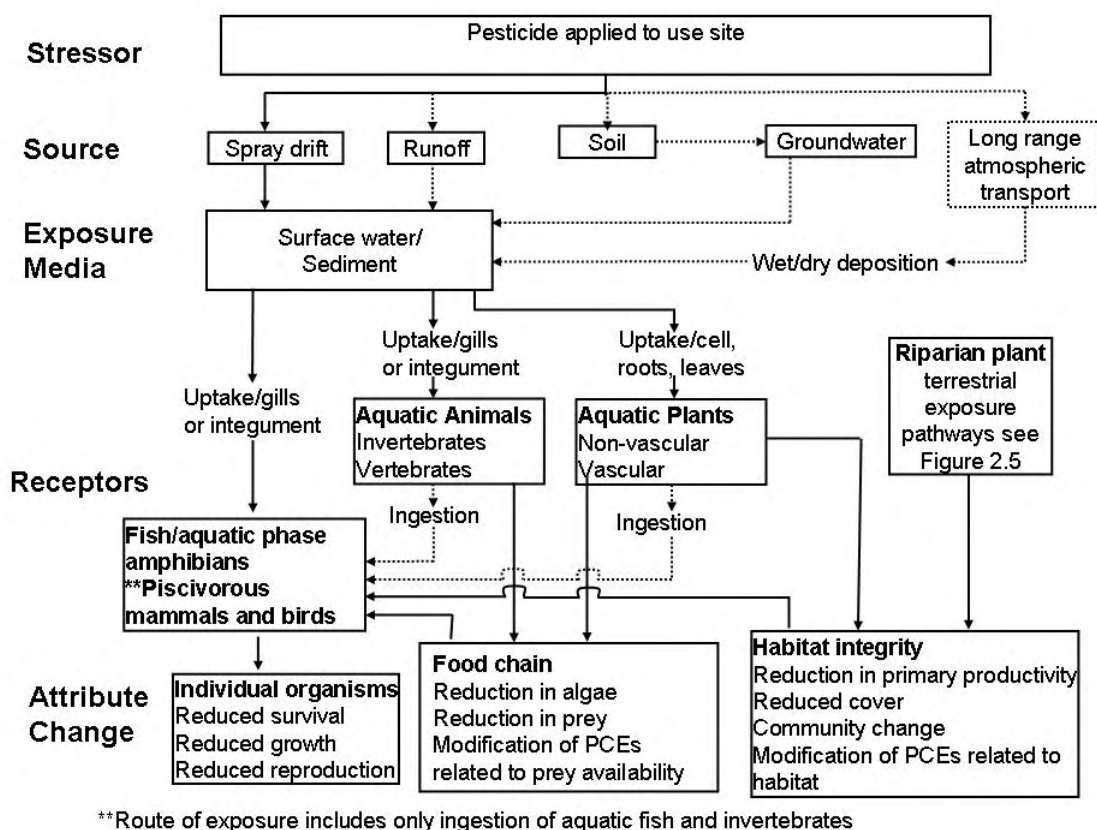 Stressor
Pesticide applied to use site
Source
Spray drift
Runoff
Soil
Groundwater
Long range
atmospheric
transport
Exposure
Media
Surface water/
Sediment
Wet/dry deposition
Uptake/gills
or integument
Uptake/gills
or integument
Uptake/cell,
roots, leaves
Riparian plant
terrestrial
exposure
pathways see
Figure 2.5
Aquatic Animals
Invertebrates
Vertebrates
Aquatic Plants
Non-vascular
Vascular
Receptors
Ingestion
Ingestion
Fish/aquatic phase
amphibians
**Piscivorous
mammals and birds
Attribute
Change
Individual organisms
Reduced survival
Reduced growth
Reduced reproduction
Food chain
Reduction in algae
Reduction in prey
Modification of PCEs
related to prey availability
Habitat integrity
Reduction in primary productivity
Reduced cover
Community change
Modification of PCEs related to
habitat
**Route of exposure includes only ingestion of aquatic fish and invertebrates